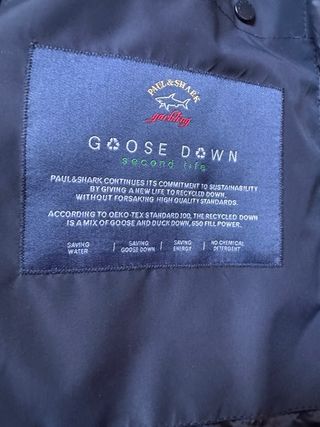 PAUL & SHARK
yachting
GOOSE DOWN
second life
PAUL&SHARK CONTINUES ITS COMMITMENT TO SUSTAINABILITY
BY GIVING A NEW LIFE TO RECYCLED DOWN,
WITHOUT FORSAKING HIGH QUALITY STANDARDS.
ACCORDING TO OEKO-TEX STANDARD 100, THE RECYCLED DOWN
IS A MIX OF GOOSE AND DUCK DOWN, 650 FILL POWER.
SAVING WATER | SAVING GOOSE DOWN | SAVING ENERGY | NO CHEMICAL DETERGENT